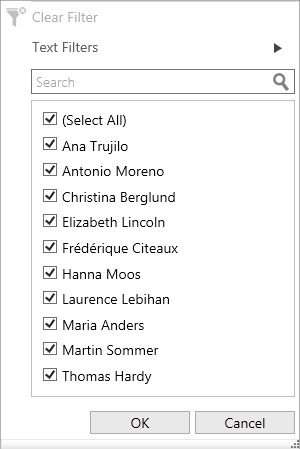 Clear Filter
Text Filters
Search
(Select All)
Ana Trujilo
Antonio Moreno
Christina Berglund
Elizabeth Lincoln
Frédérique Citeaux
Hanna Moos
Laurence Lebihan
Maria Anders
Martin Sommer
Thomas Hardy
OK Cancel